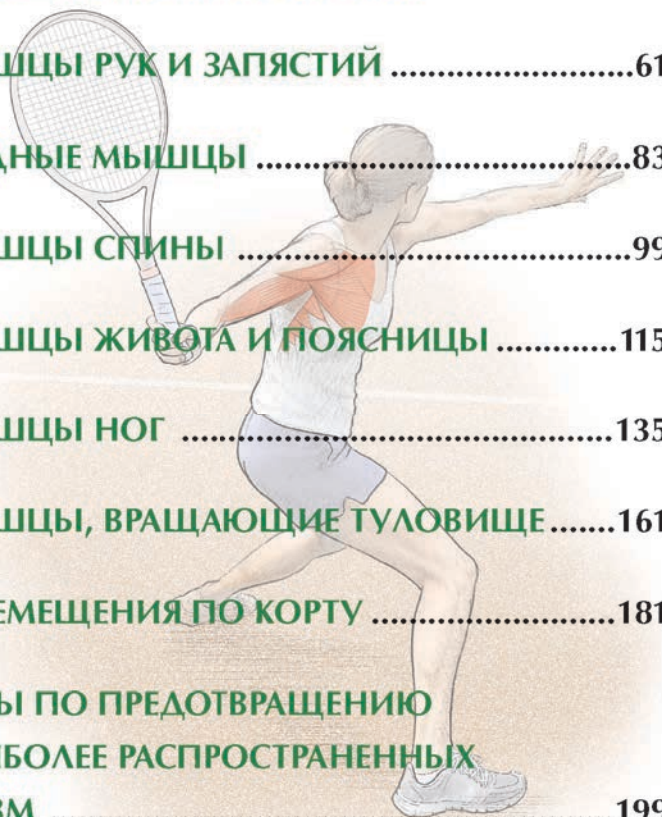 ШЦЫ РУК И ЗАПЯСТИЙ ........................61
ДНЫЕ МЫШЦЫ .....................................83
ШЦЫ СПИНЫ .......................................99
ШЦЫ ЖИВОТА И ПОЯСНИЦЫ ............115
ШЦЫ НОГ ...........................................135
ШЦЫ, ВРАЩАЮЩИЕ ТУЛОВИЩЕ .......161
ЕМЕЩЕНИЯ ПО КОРТУ ........................181
Ы ПО ПРЕДОТВРАЩЕНИЮ
БОЛЕЕ РАСПРОСТРАНЕННЫХ
ВМ ........................................................199